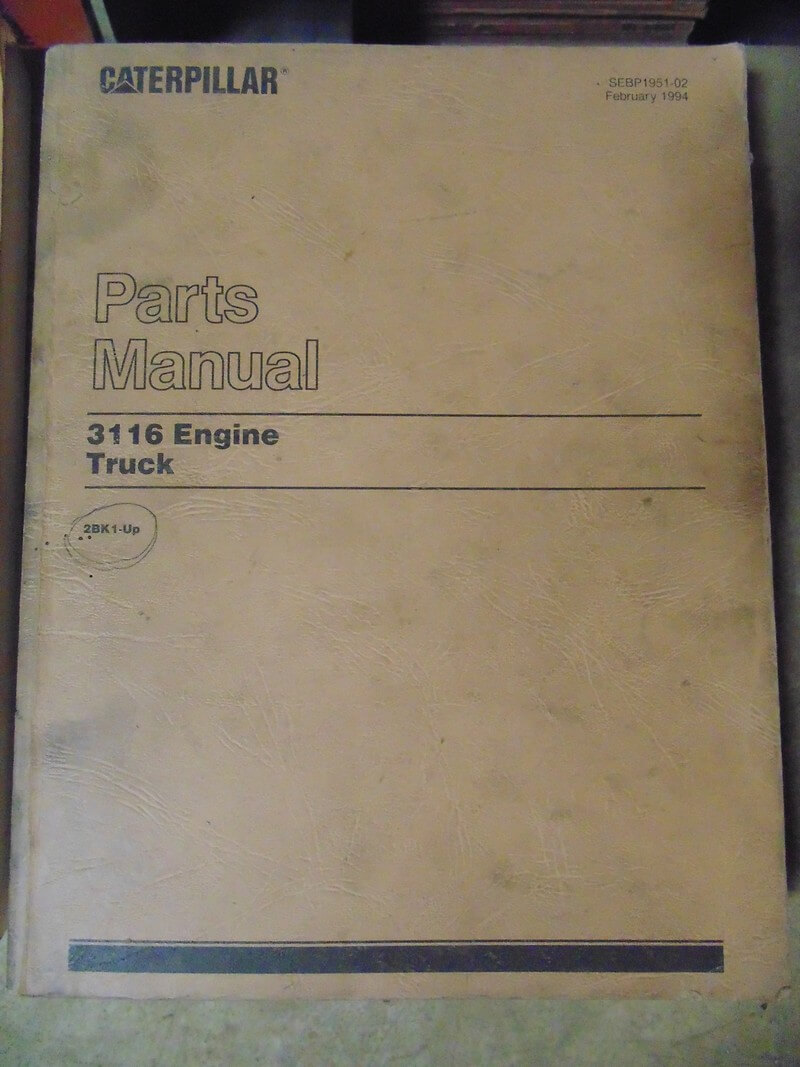 CATERPILLAR®
SEBP1951-02
February 1994
Parts
Manual
3116 Engine
Truck
2BK1-Up